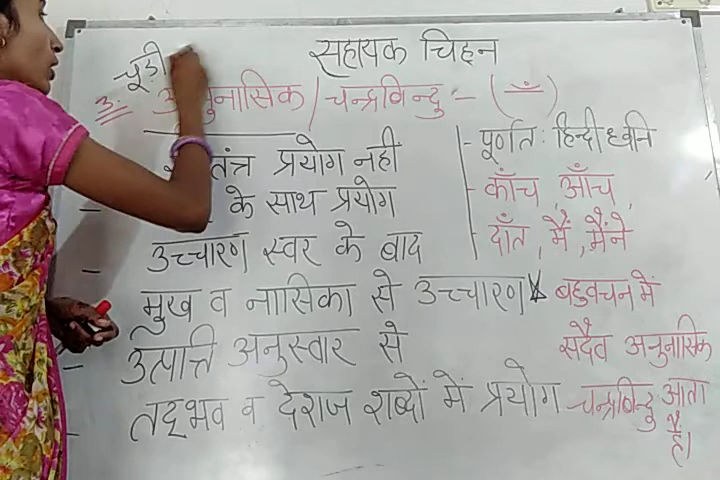 सहायक चिह्न
चूड़ी
3. अनुनासिक / चन्द्रबिन्दु - ( ँ )
प्रयोग नही
के साथ प्रयोग
उच्चारण स्वर के बाद
मुख व नासिका से उच्चारण
उत्पत्ति अनुस्वार से
तद्भव व देशज शब्दों में प्रयोग
- पूर्णत: हिन्दी ध्वनि
- काँच, आँच,
- दाँत, में, मैंने
बहुवचन में
सदैव अनुनासिक
चन्द्रबिन्दु आता
है।